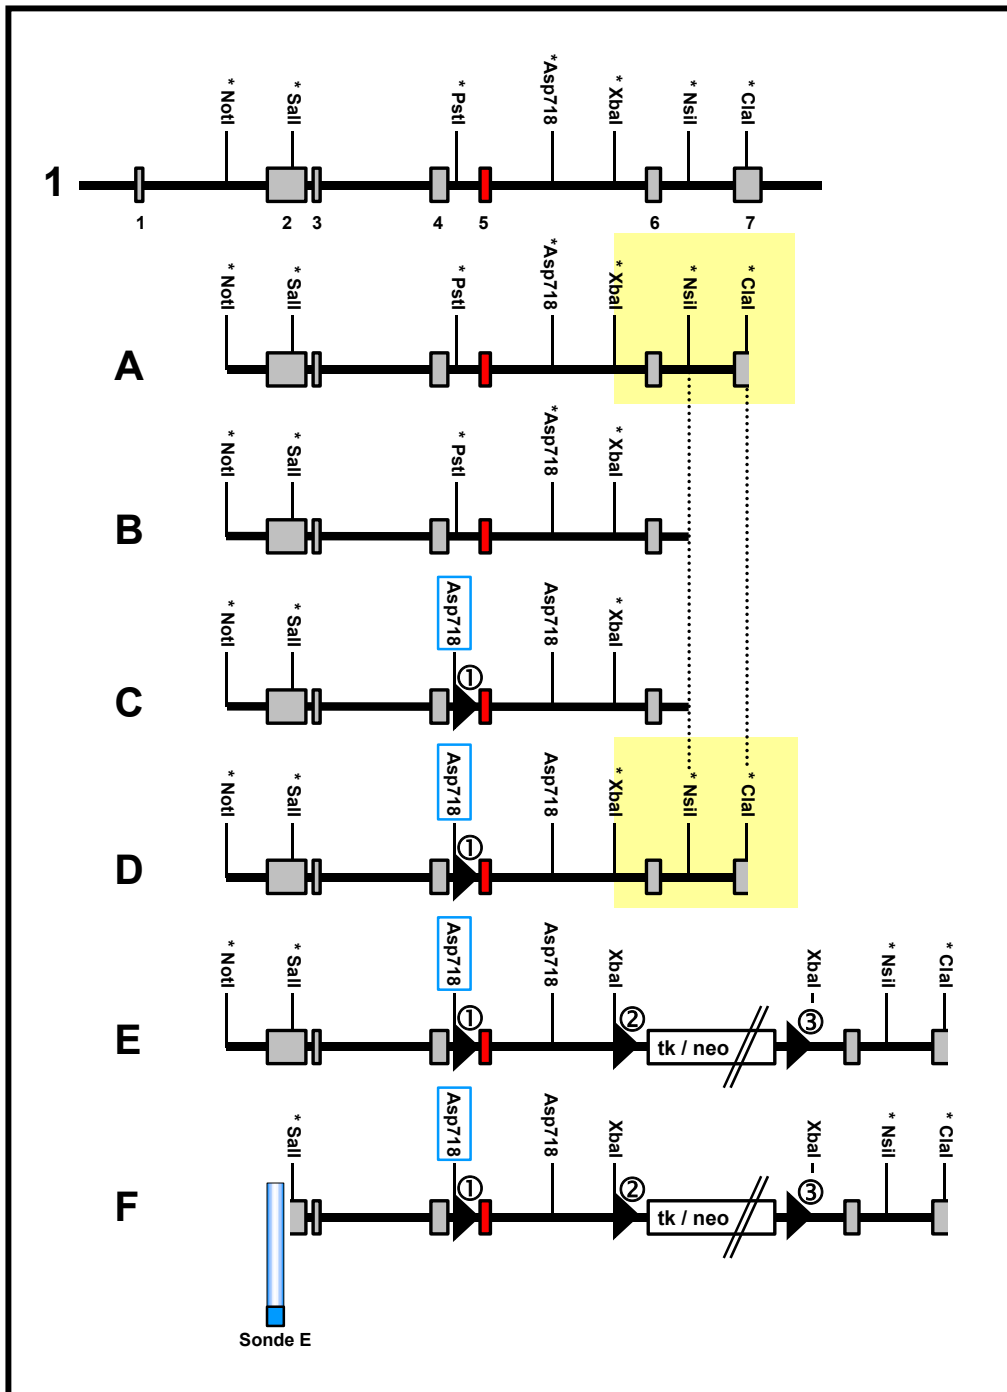 * NotI
* SalI
* PstI
*Asp718
* XbaI
* NsiI
* ClaI
1
1
2
3
4
5
6
7
* NotI
* SalI
* PstI
*Asp718
* XbaI
* NsiI
* ClaI
A
* NotI
* SalI
* PstI
*Asp718
* XbaI
B
* NotI
* SalI
Asp718
Asp718
* XbaI
①
C
* NotI
* SalI
Asp718
Asp718
* XbaI
* NsiI
* ClaI
①
D
* NotI
* SalI
Asp718
Asp718
XbaI
XbaI
* NsiI
* ClaI
① ② ③
E
tk / neo
* SalI
Asp718
Asp718
XbaI
XbaI
* NsiI
* ClaI
① ② ③
F
tk / neo
Sonde E